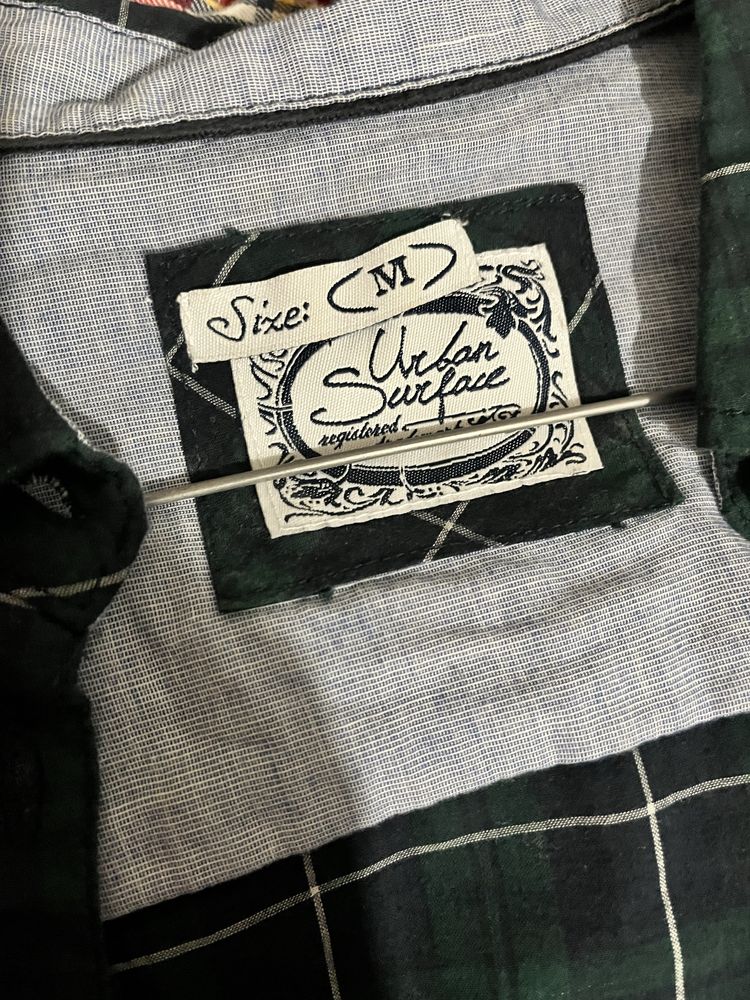 Size: (M)
Urban
Surface
registered